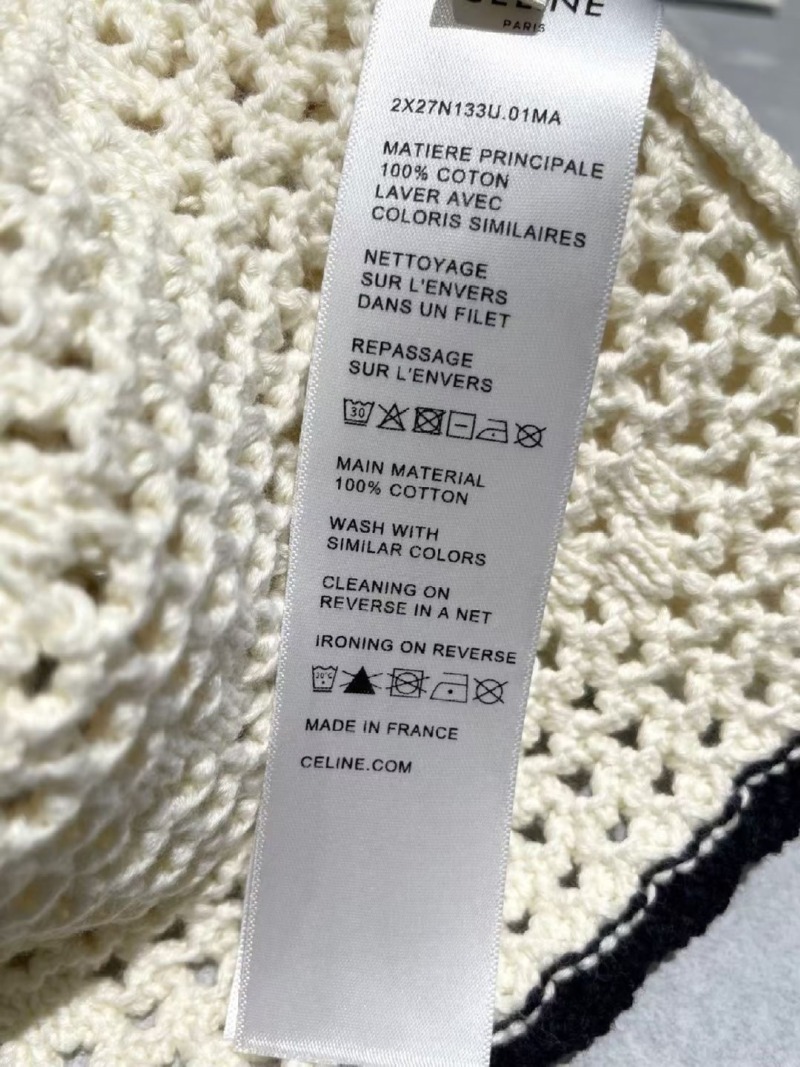 CELINE
PARIS
2X27N133U.01MA
MATIERE PRINCIPALE
100% COTON
LAVER AVEC
COLORIS SIMILAIRES
NETTOYAGE
SUR L'ENVERS
DANS UN FILET
REPASSAGE
SUR L'ENVERS
30
MAIN MATERIAL
100% COTTON
WASH WITH
SIMILAR COLORS
CLEANING ON
REVERSE IN A NET
IRONING ON REVERSE
30°C
MADE IN FRANCE
CELINE.COM